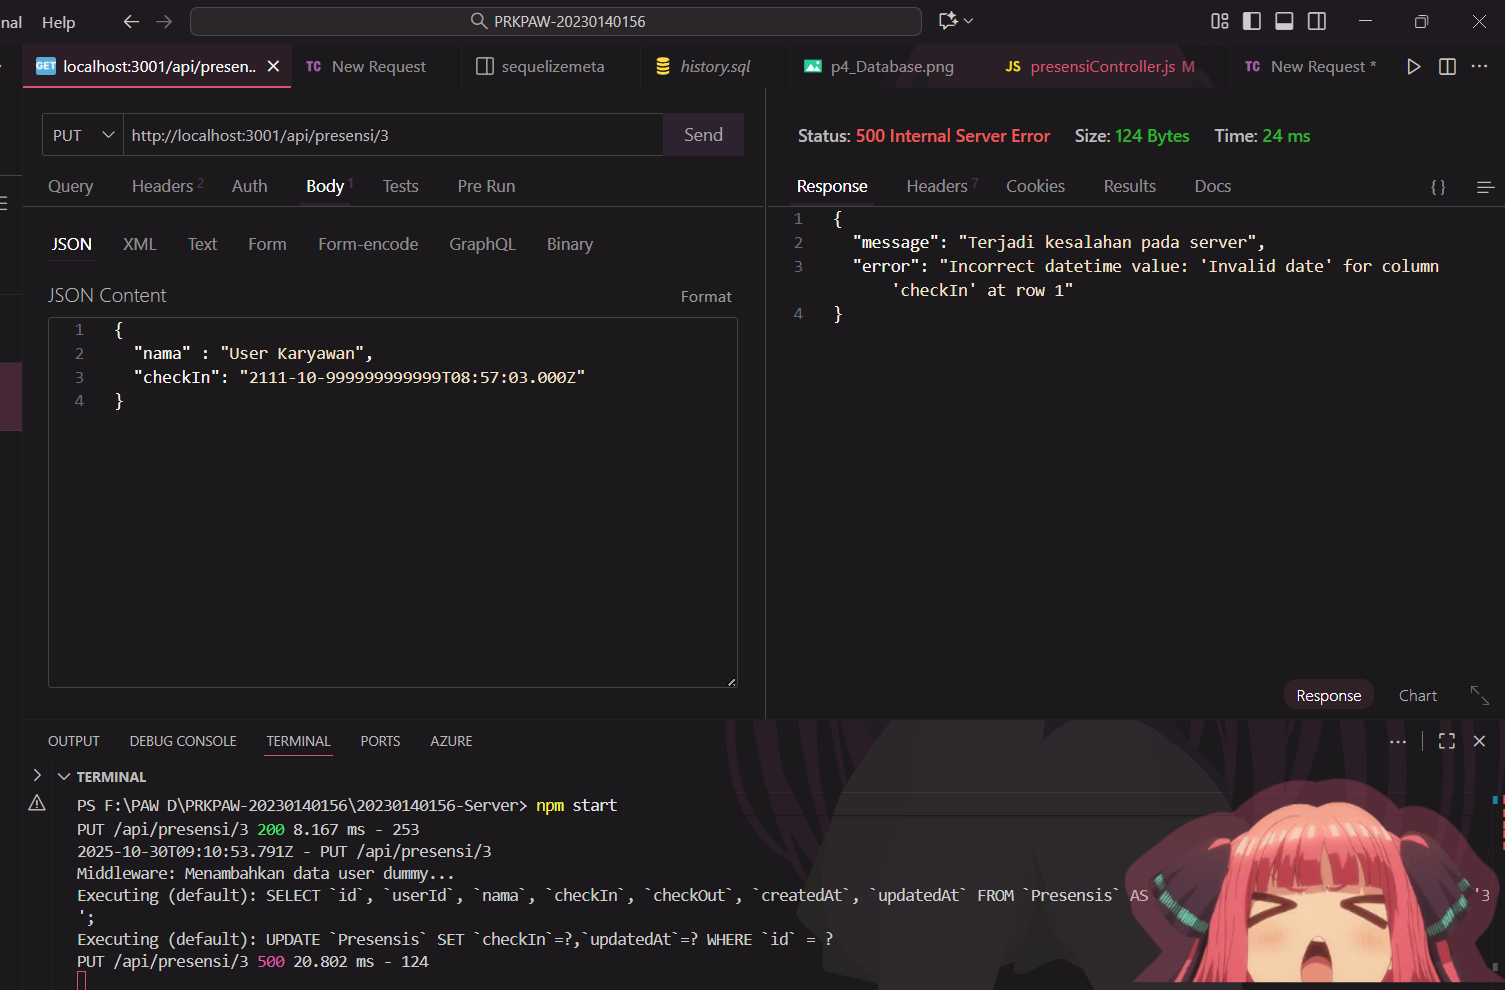 nal Help PRKPAW-20230140156
GET localhost:3001/api/presen.. TC New Request sequelizemeta history.sql p4_Database.png JS presensiController.js M TC New Request *
PUT http://localhost:3001/api/presensi/3 Send
Status: 500 Internal Server Error Size: 124 Bytes Time: 24 ms
Query Headers 2 Auth Body 1 Tests Pre Run
Response Headers 7 Cookies Results Docs { }
JSON XML Text Form Form-encode GraphQL Binary
JSON Content Format
1 {
2 "nama" : "User Karyawan",
3 "checkIn": "2111-10-999999999999T08:57:03.000Z"
4 }
1 {
2 "message": "Terjadi kesalahan pada server",
3 "error": "Incorrect datetime value: 'Invalid date' for column
'checkIn' at row 1"
4 }
Response Chart
OUTPUT DEBUG CONSOLE TERMINAL PORTS AZURE
TERMINAL
PS F:\PAW D\PRKPAW-20230140156\20230140156-Server> npm start
PUT /api/presensi/3 200 8.167 ms - 253
2025-10-30T09:10:53.791Z - PUT /api/presensi/3
Middleware: Menambahkan data user dummy...
Executing (default): SELECT `id`, `userId`, `nama`, `checkIn`, `checkOut`, `createdAt`, `updatedAt` FROM `Presensis` AS '3
';
Executing (default): UPDATE `Presensis` SET `checkIn`=?,`updatedAt`=? WHERE `id` = ?
PUT /api/presensi/3 500 20.802 ms - 124